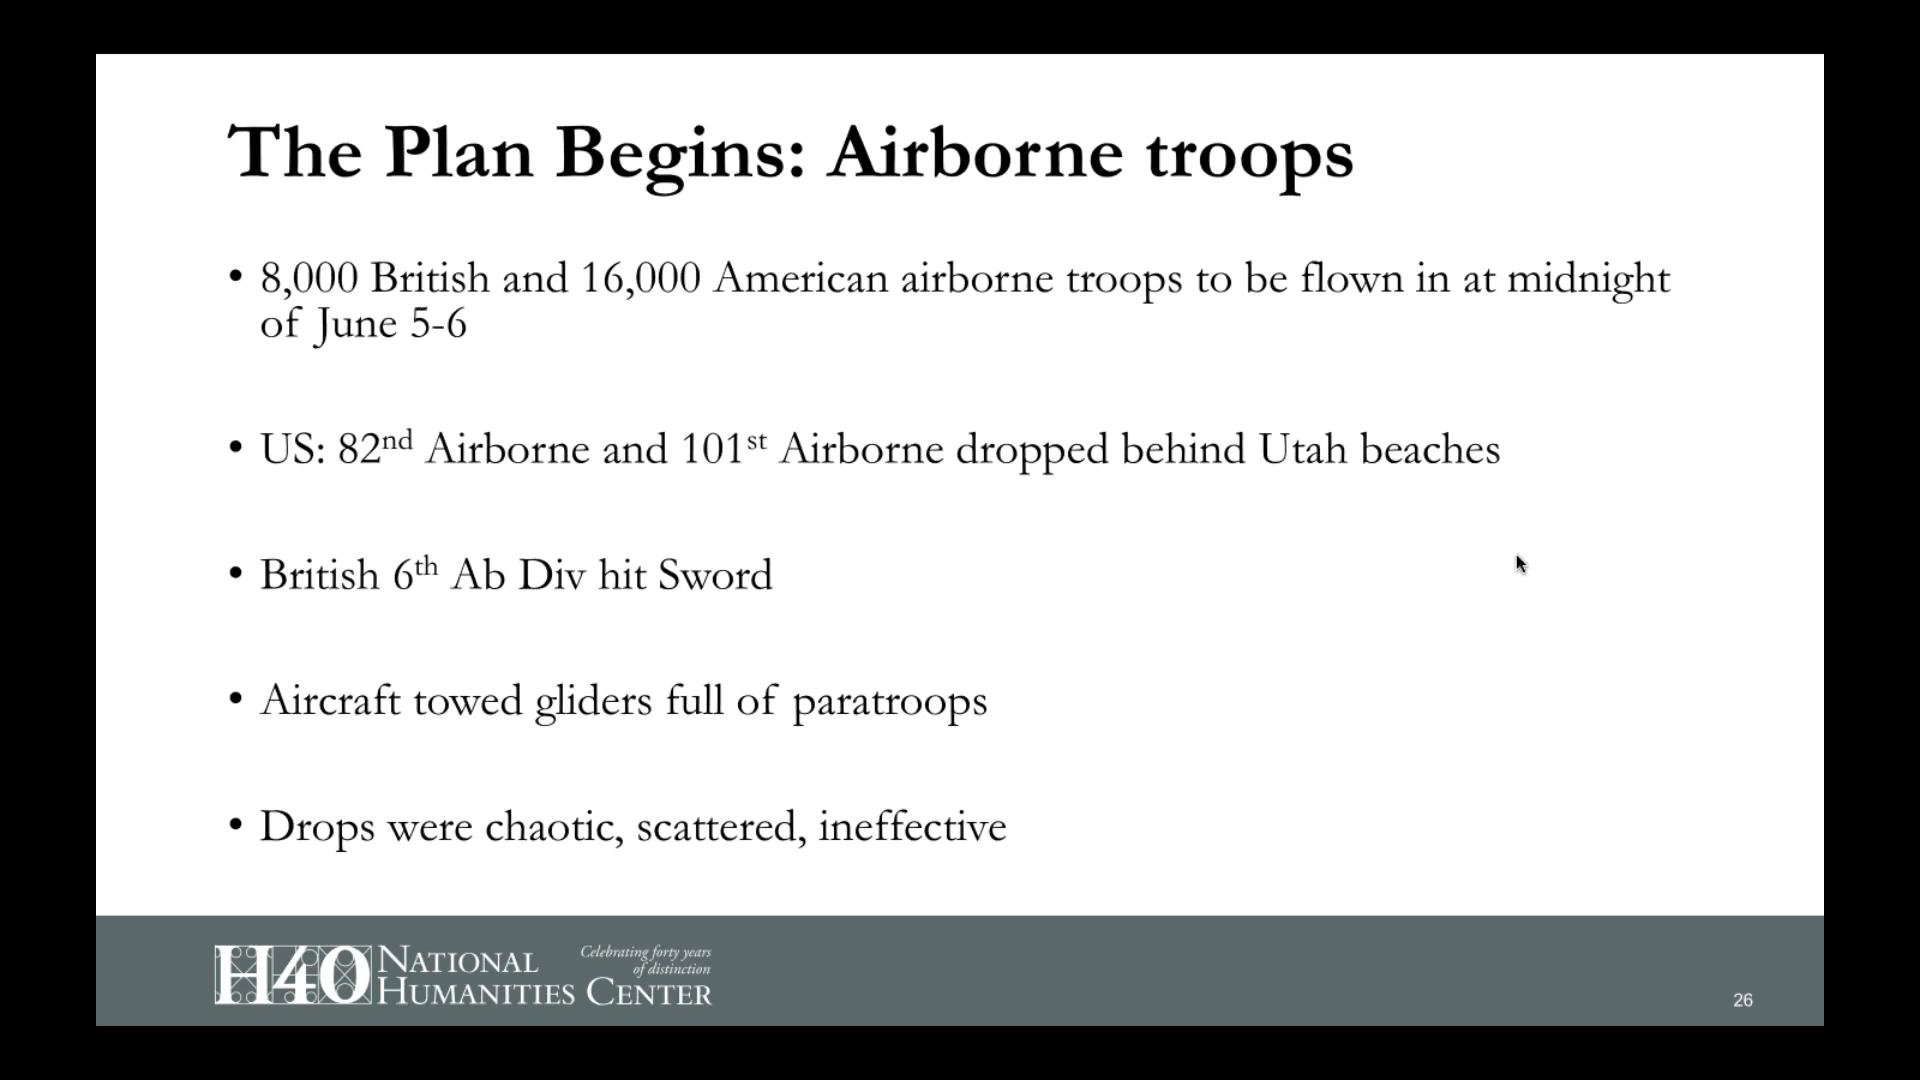 The Plan Begins: Airborne troops
• 8,000 British and 16,000 American airborne troops to be flown in at midnight
of June 5-6
• US: 82nd Airborne and 101st Airborne dropped behind Utah beaches
• British 6th Ab Div hit Sword
• Aircraft towed gliders full of paratroops
• Drops were chaotic, scattered, ineffective
H40 NATIONAL HUMANITIES CENTER
Celebrating forty years
of distinction
26